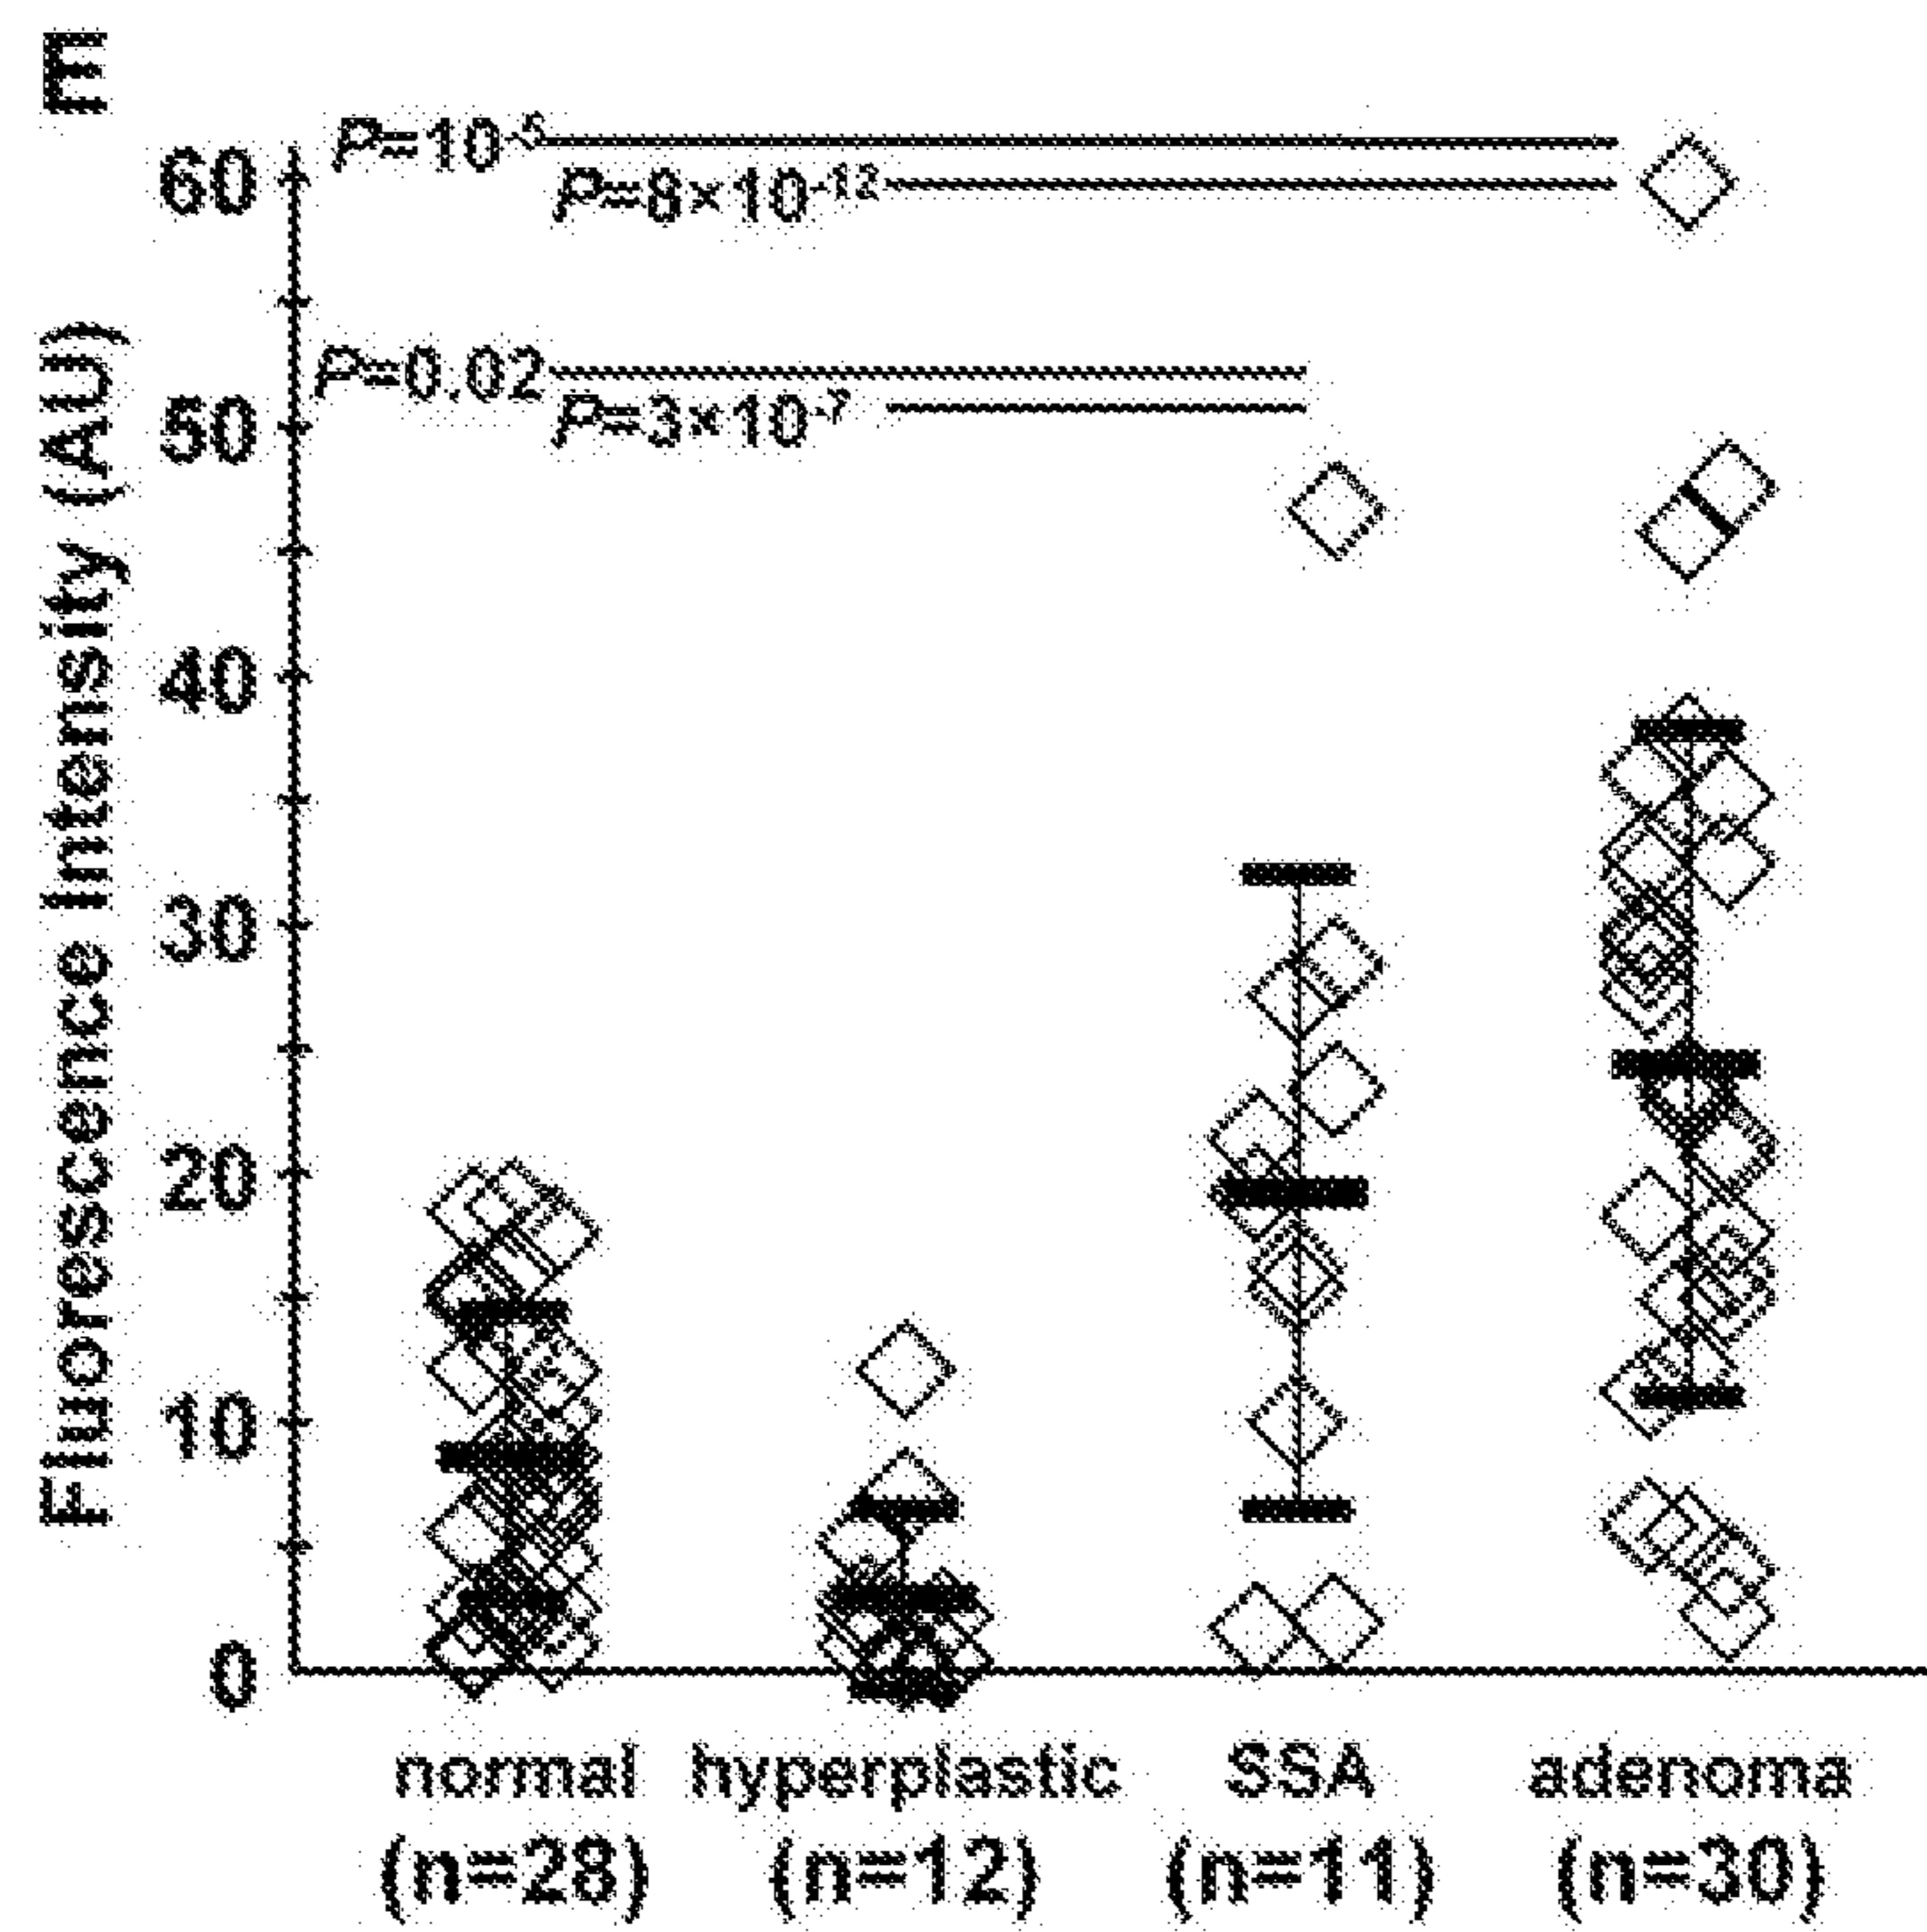 E
Fluorescence Intensity (AU)
60
50
40
30
20
10
0
P=10-5
P=8×10-12
P=0.02
P=3×10-7
normal hyperplastic SSA adenoma
(n=28) (n=12) (n=11) (n=30)